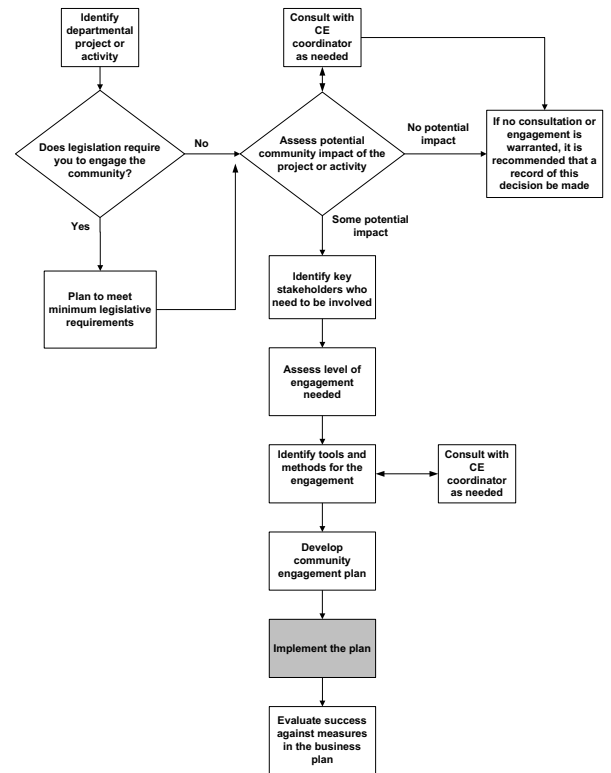 Identify
departmental
project or
activity
Consult with
CE
coordinator
as needed
Does legislation require
you to engage the
community?
No
Assess potential
community impact of the
project or activity
No potential
impact
If no consultation or
engagement is
warranted, it is
recommended that a
record of this
decision be made
Yes
Some potential
impact
Plan to meet
minimum legislative
requirements
Identify key
stakeholders who
need to be involved
Assess level of
engagement
needed
Identify tools and
methods for the
engagement
Consult with
CE
coordinator
as needed
Develop
community
engagement plan
Implement the plan
Evaluate success
against measures
in the business
plan